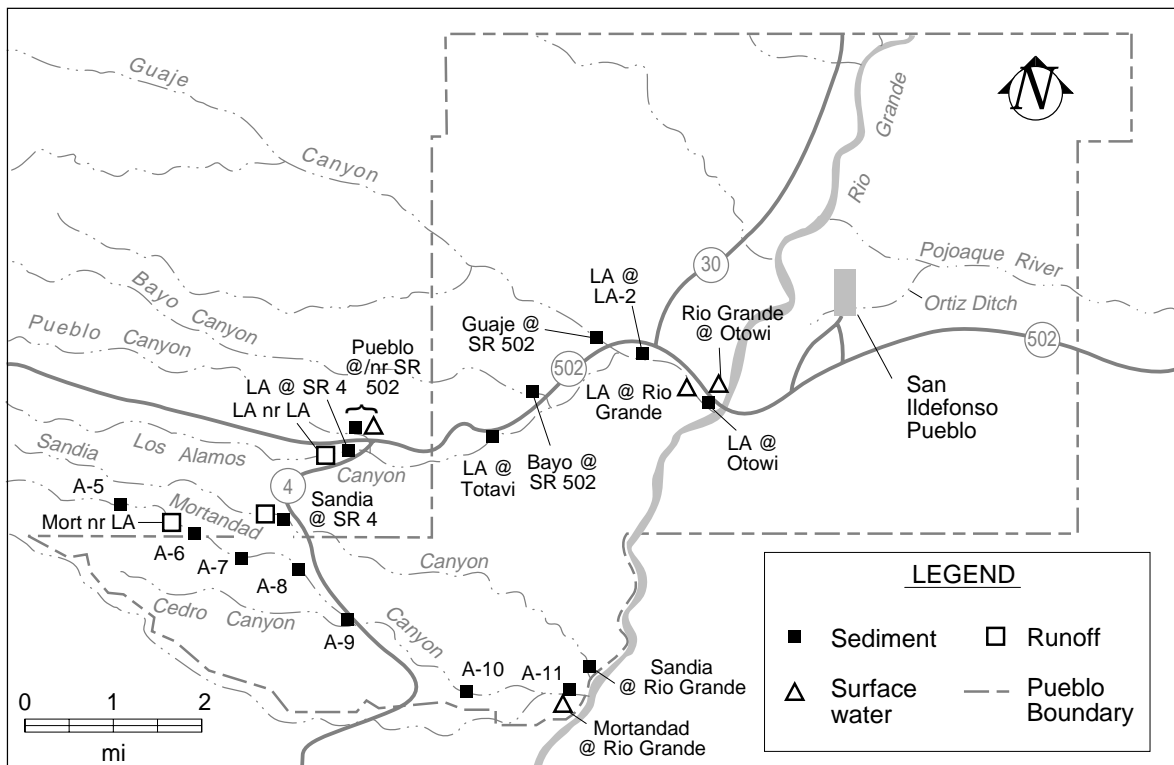 Guaje
Canyon
N
Grande
Rio
Pojoaque River
Ortiz Ditch
30
LA @
LA-2
Rio Grande
@ Otowi
Bayo
Canyon
Pueblo Canyon
Guaje @
SR 502
502
502
Pueblo
@/nr SR
502
LA @ SR 4
LA nr LA
LA @ Rio
Grande
San
Ildefonso
Pueblo
LA @
Otowi
LA @
Totavi
Bayo @
SR 502
Sandia
Los Alamos
Canyon
4
A-5
Mortandad
Sandia
@ SR 4
Mort nr LA
A-6
A-7
A-8
Canyon
Cedro Canyon
A-9
Canyon
A-10
A-11
Sandia
@ Rio Grande
Mortandad
@ Rio Grande
0 1 2
mi
LEGEND
Sediment
Runoff
Surface
water
Pueblo
Boundary